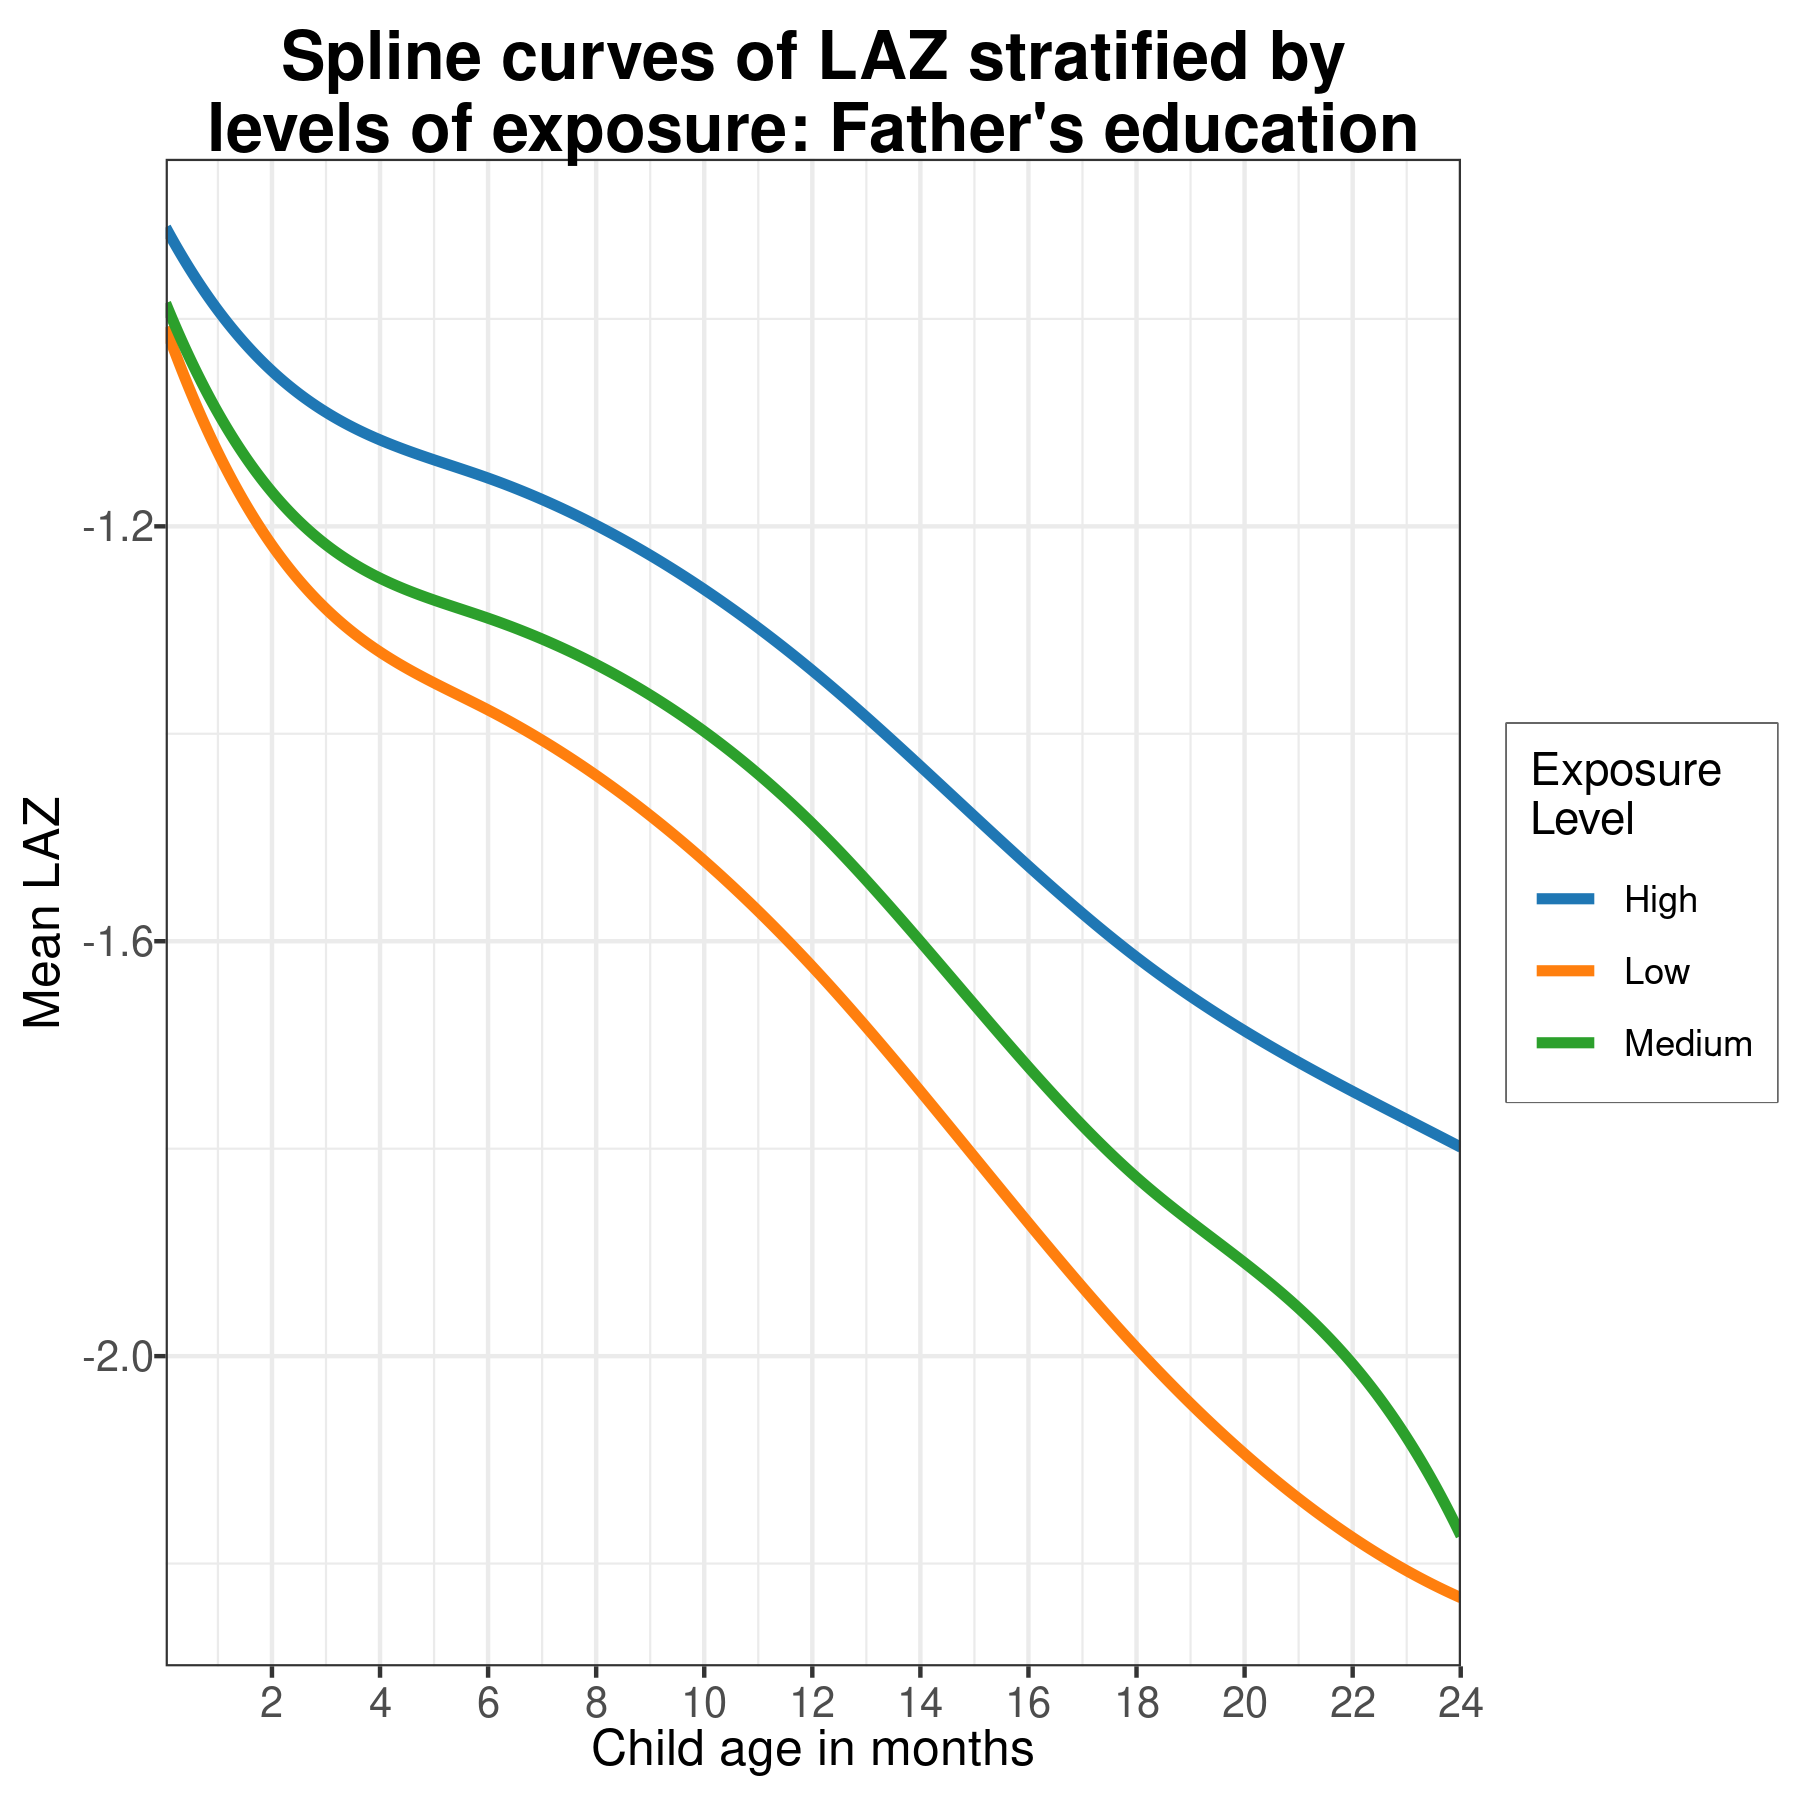 Spline curves of LAZ stratified by
levels of exposure: Father's education
Mean LAZ
-1.2
-1.6
-2.0
2 4 6 8 10 12 14 16 18 20 22 24
Child age in months
Exposure
Level
High
Low
Medium